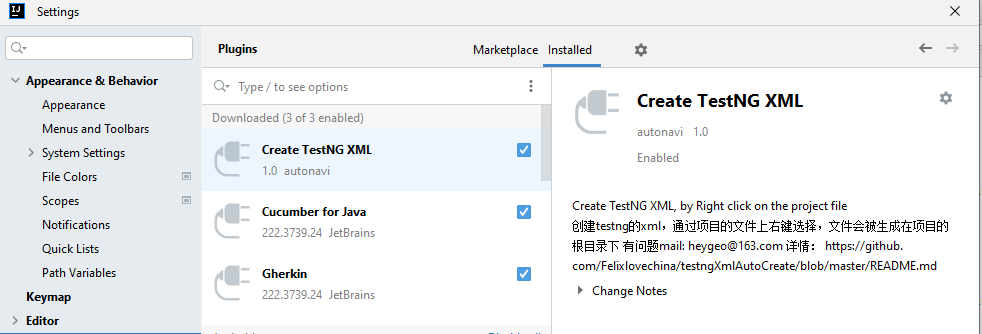 Settings
Plugins
Marketplace Installed
Type / to see options
Appearance & Behavior
Appearance
Menus and Toolbars
System Settings
File Colors
Scopes
Notifications
Quick Lists
Path Variables
Keymap
Editor
Downloaded (3 of 3 enabled)
Create TestNG XML
1.0 autonavi
Cucumber for Java
222.3739.24 JetBrains
Gherkin
222.3739.24 JetBrains
Create TestNG XML
autonavi 1.0
Enabled
Create TestNG XML, by Right click on the project file
创建testng的xml，通过项目的文件上右键选择，文件会被生成在项目的
根目录下 有问题mail: heygeo@163.com 详情： https://github.
com/Felixlovechina/testngXmlAutoCreate/blob/master/README.md
Change Notes